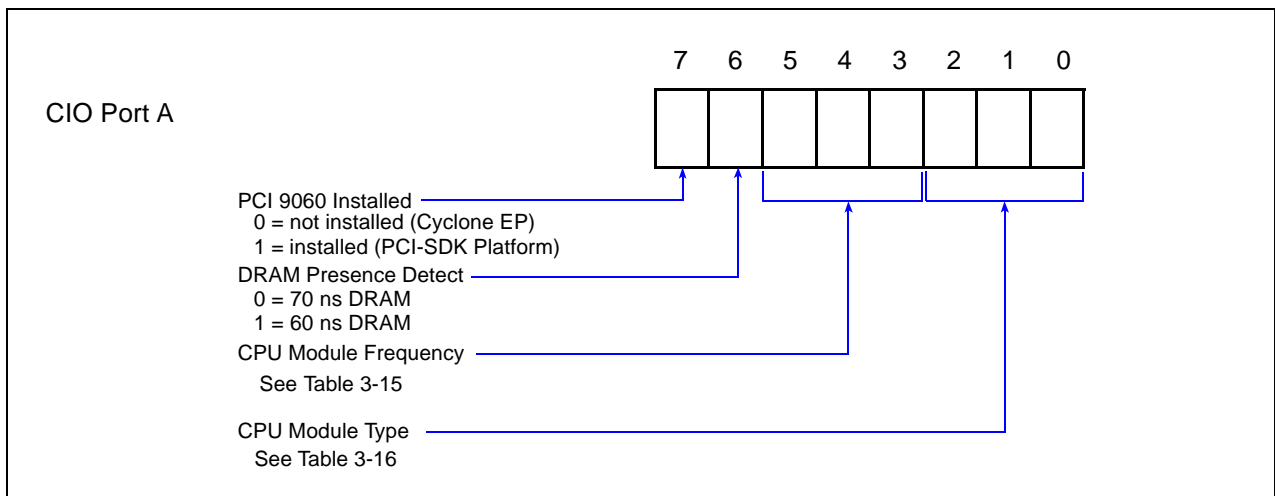 7 6 5 4 3 2 1 0
CIO Port A
PCI 9060 Installed
0 = not installed (Cyclone EP)
1 = installed (PCI-SDK Platform)
DRAM Presence Detect
0 = 70 ns DRAM
1 = 60 ns DRAM
CPU Module Frequency
See Table 3-15
CPU Module Type
See Table 3-16